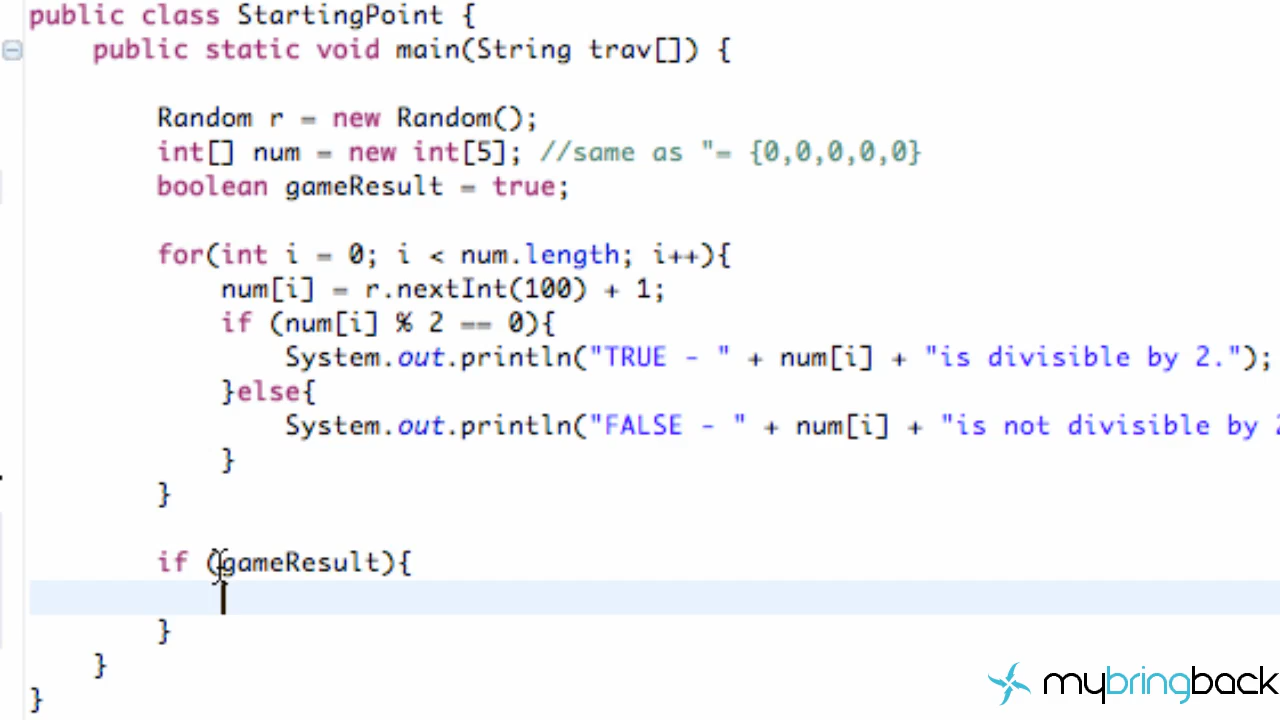 public class StartingPoint {
public static void main(String trav[]) {
Random r = new Random();
int[] num = new int[5]; //same as "= {0,0,0,0,0}
boolean gameResult = true;
for(int i = 0; i < num.length; i++){
num[i] = r.nextInt(100) + 1;
if (num[i] % 2 == 0){
System.out.println("TRUE - " + num[i] + "is divisible by 2.");
}else{
System.out.println("FALSE - " + num[i] + "is not divisible by 2
}
}
if (gameResult){
}
}
}
mybringback